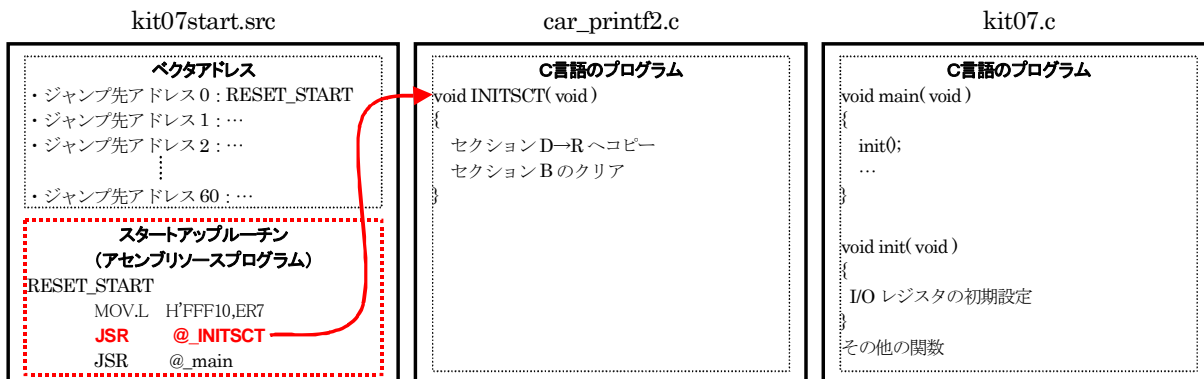 kit07start.src
ベクタアドレス
・ジャンプ先アドレス 0：RESET_START
・ジャンプ先アドレス 1：…
・ジャンプ先アドレス 2：…
⋮
・ジャンプ先アドレス 60：…
スタートアップルーチン
（アセンブリソースプログラム）
RESET_START
MOV.L H'FFF10,ER7
JSR @_INITSCT
JSR @_main
car_printf2.c
C言語のプログラム
void INITSCT( void )
{
セクション D→R へコピー
セクション B のクリア
}
kit07.c
C言語のプログラム
void main( void )
{
init();
…
}
void init( void )
{
I/O レジスタの初期設定
}
その他の関数